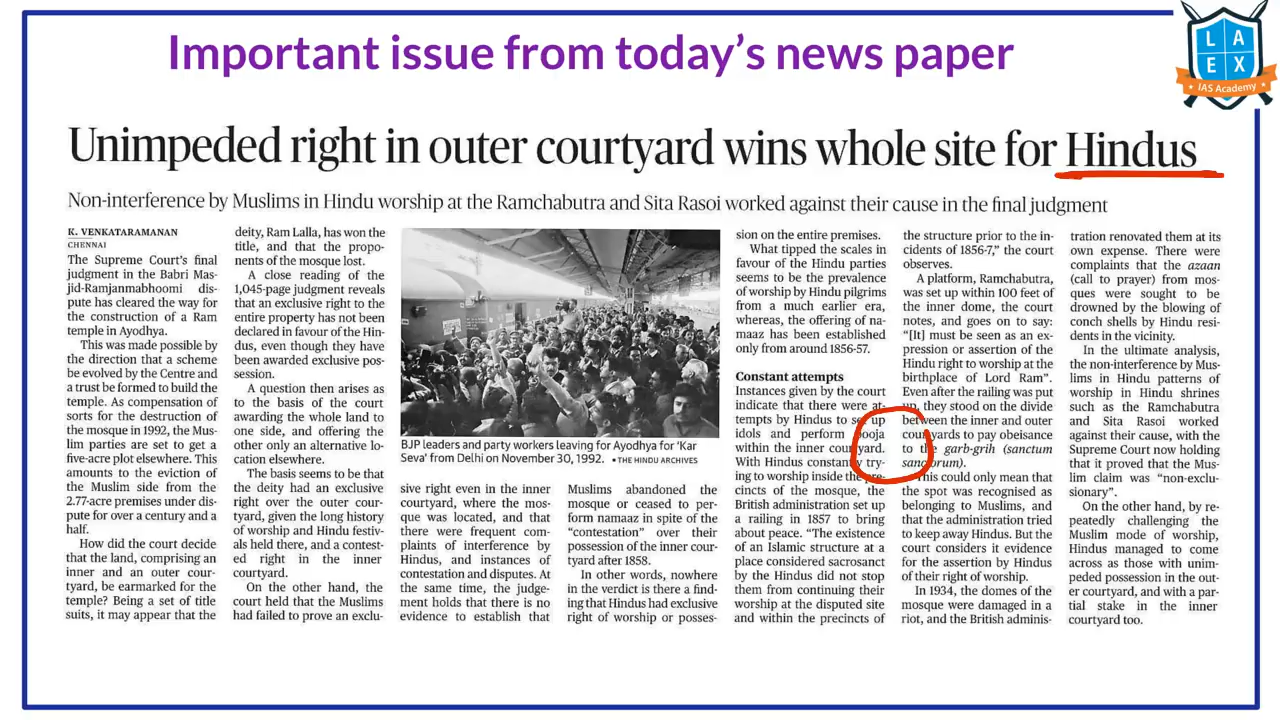 Important issue from today's news paper
L A
E X
IAS Academy
Unimpeded right in outer courtyard wins whole site for Hindus
Non-interference by Muslims in Hindu worship at the Ramchabutra and Sita Rasoi worked against their cause in the final judgment
K. VENKATARAMANAN
CHENNAI
The Supreme Court's final
judgment in the Babri Mas-
jid-Ramjanmabhoomi dis-
pute has cleared the way for
the construction of a Ram
temple in Ayodhya.
This was made possible by
the direction that a scheme
be evolved by the Centre and
a trust be formed to build the
temple. As compensation of
sorts for the destruction of
the mosque in 1992, the Mus-
lim parties are set to get a
five-acre plot elsewhere. This
amounts to the eviction of
the Muslim side from the
2.77-acre premises under dis-
pute for over a century and a
half.
How did the court decide
that the land, comprising an
inner and an outer cour-
tyard, be earmarked for the
temple? Being a set of title
suits, it may appear that the
deity, Ram Lalla, has won the
title, and that the propo-
nents of the mosque lost.
A close reading of the
1,045-page judgment reveals
that an exclusive right to the
entire property has not been
declared in favour of the Hin-
dus, even though they have
been awarded exclusive pos-
session.
A question then arises as
to the basis of the court
awarding the whole land to
one side, and offering the
other only an alternative lo-
cation elsewhere.
The basis seems to be that
the deity had an exclusive
right over the outer cour-
tyard, given the long history
of worship and Hindu festiv-
als held there, and a contest-
ed right in the inner
courtyard.
On the other hand, the
court held that the Muslims
had failed to prove an exclu-
BJP leaders and party workers leaving for Ayodhya for 'Kar
Seva' from Delhi on November 30, 1992. • THE HINDU ARCHIVES
sive right even in the inner
courtyard, where the mos-
que was located, and that
there were frequent com-
plaints of interference by
Hindus, and instances of
contestation and disputes. At
the same time, the judge-
ment holds that there is no
evidence to establish that
Muslims abandoned the
mosque or ceased to per-
form namaaz in spite of the
"contestation" over their
possession of the inner cour-
tyard after 1858.
In other words, nowhere
in the verdict is there a find-
ing that Hindus had exclusive
right of worship or posses-
sion on the entire premises.
What tipped the scales in
favour of the Hindu parties
seems to be the prevalence
of worship by Hindu pilgrims
from a much earlier era,
whereas, the offering of na-
maaz has been established
only from around 1856-57.
Constant attempts
Instances given by the court
indicate that there were at-
tempts by Hindus to set up
idols and perform pooja
within the inner courtyard.
With Hindus constantly try-
ing to worship inside the pre-
cincts of the mosque, the
British administration set up
a railing in 1857 to bring
about peace. "The existence
of an Islamic structure at a
place considered sacrosanct
by the Hindus did not stop
them from continuing their
worship at the disputed site
and within the precincts of
the structure prior to the in-
cidents of 1856-7," the court
observes.
A platform, Ramchabutra,
was set up within 100 feet of
the inner dome, the court
notes, and goes on to say:
"[It] must be seen as an ex-
pression or assertion of the
Hindu right to worship at the
birthplace of Lord Ram".
Even after the railing was put
up, they stood on the divide
between the inner and outer
courtyards to pay obeisance
to the garb-grih (sanctum
sanctorum).
This could only mean that
the spot was recognised as
belonging to Muslims, and
that the administration tried
to keep away Hindus. But the
court considers it evidence
for the assertion by Hindus
of their right of worship.
In 1934, the domes of the
mosque were damaged in a
riot, and the British adminis-
tration renovated them at its
own expense. There were
complaints that the azaan
(call to prayer) from mos-
ques were sought to be
drowned by the blowing of
conch shells by Hindu resi-
dents in the vicinity.
In the ultimate analysis,
the non-interference by Mus-
lims in Hindu patterns of
worship in Hindu shrines
such as the Ramchabutra
and Sita Rasoi worked
against their cause, with the
Supreme Court now holding
that it proved that the Mus-
lim claim was "non-exclu-
sionary".
On the other hand, by re-
peatedly challenging the
Muslim mode of worship,
Hindus managed to come
across as those with unim-
peded possession in the out-
er courtyard, and with a par-
tial stake in the inner
courtyard too.